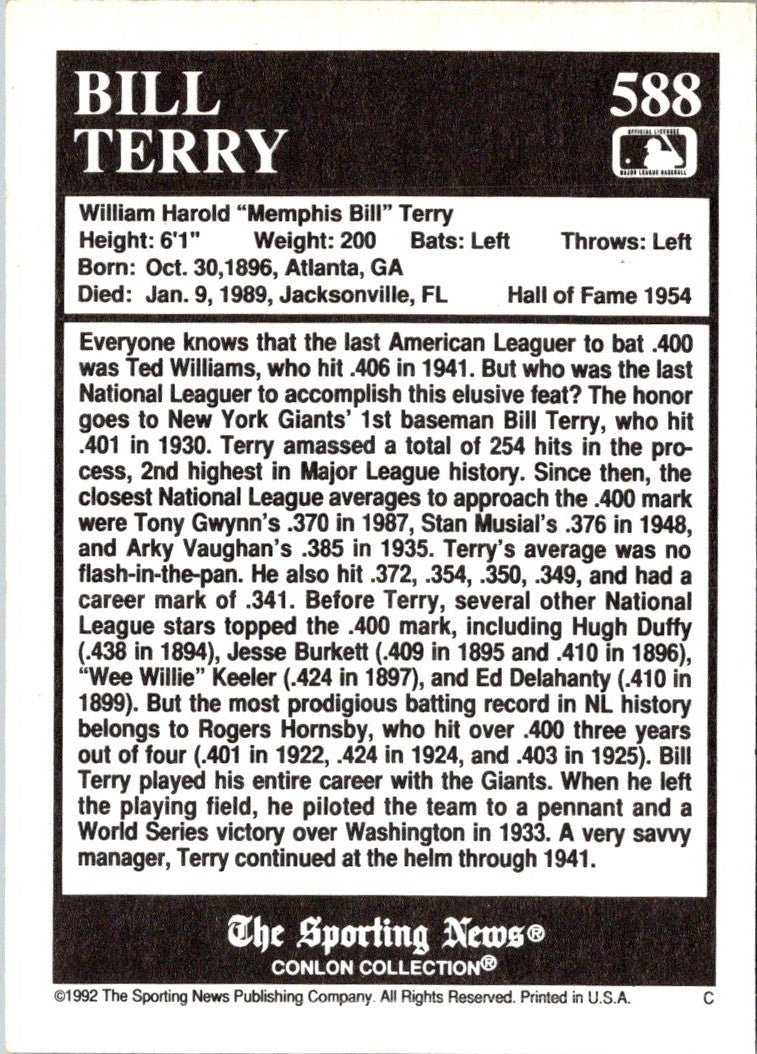 BILL
TERRY
588
OFFICIAL LICENSEE
MAJOR LEAGUE BASEBALL
William Harold “Memphis Bill” Terry
Height: 6'1" Weight: 200 Bats: Left Throws: Left
Born: Oct. 30,1896, Atlanta, GA
Died: Jan. 9, 1989, Jacksonville, FL Hall of Fame 1954
Everyone knows that the last American Leaguer to bat .400
was Ted Williams, who hit .406 in 1941. But who was the last
National Leaguer to accomplish this elusive feat? The honor
goes to New York Giants’ 1st baseman Bill Terry, who hit
.401 in 1930. Terry amassed a total of 254 hits in the pro-
cess, 2nd highest in Major League history. Since then, the
closest National League averages to approach the .400 mark
were Tony Gwynn’s .370 in 1987, Stan Musial’s .376 in 1948,
and Arky Vaughan’s .385 in 1935. Terry’s average was no
flash-in-the-pan. He also hit .372, .354, .350, .349, and had a
career mark of .341. Before Terry, several other National
League stars topped the .400 mark, including Hugh Duffy
(.438 in 1894), Jesse Burkett (.409 in 1895 and .410 in 1896),
“Wee Willie” Keeler (.424 in 1897), and Ed Delahanty (.410 in
1899). But the most prodigious batting record in NL history
belongs to Rogers Hornsby, who hit over .400 three years
out of four (.401 in 1922, .424 in 1924, and .403 in 1925). Bill
Terry played his entire career with the Giants. When he left
the playing field, he piloted the team to a pennant and a
World Series victory over Washington in 1933. A very savvy
manager, Terry continued at the helm through 1941.
The Sporting News®
CONLON COLLECTION®
©1992 The Sporting News Publishing Company. All Rights Reserved. Printed in U.S.A. C